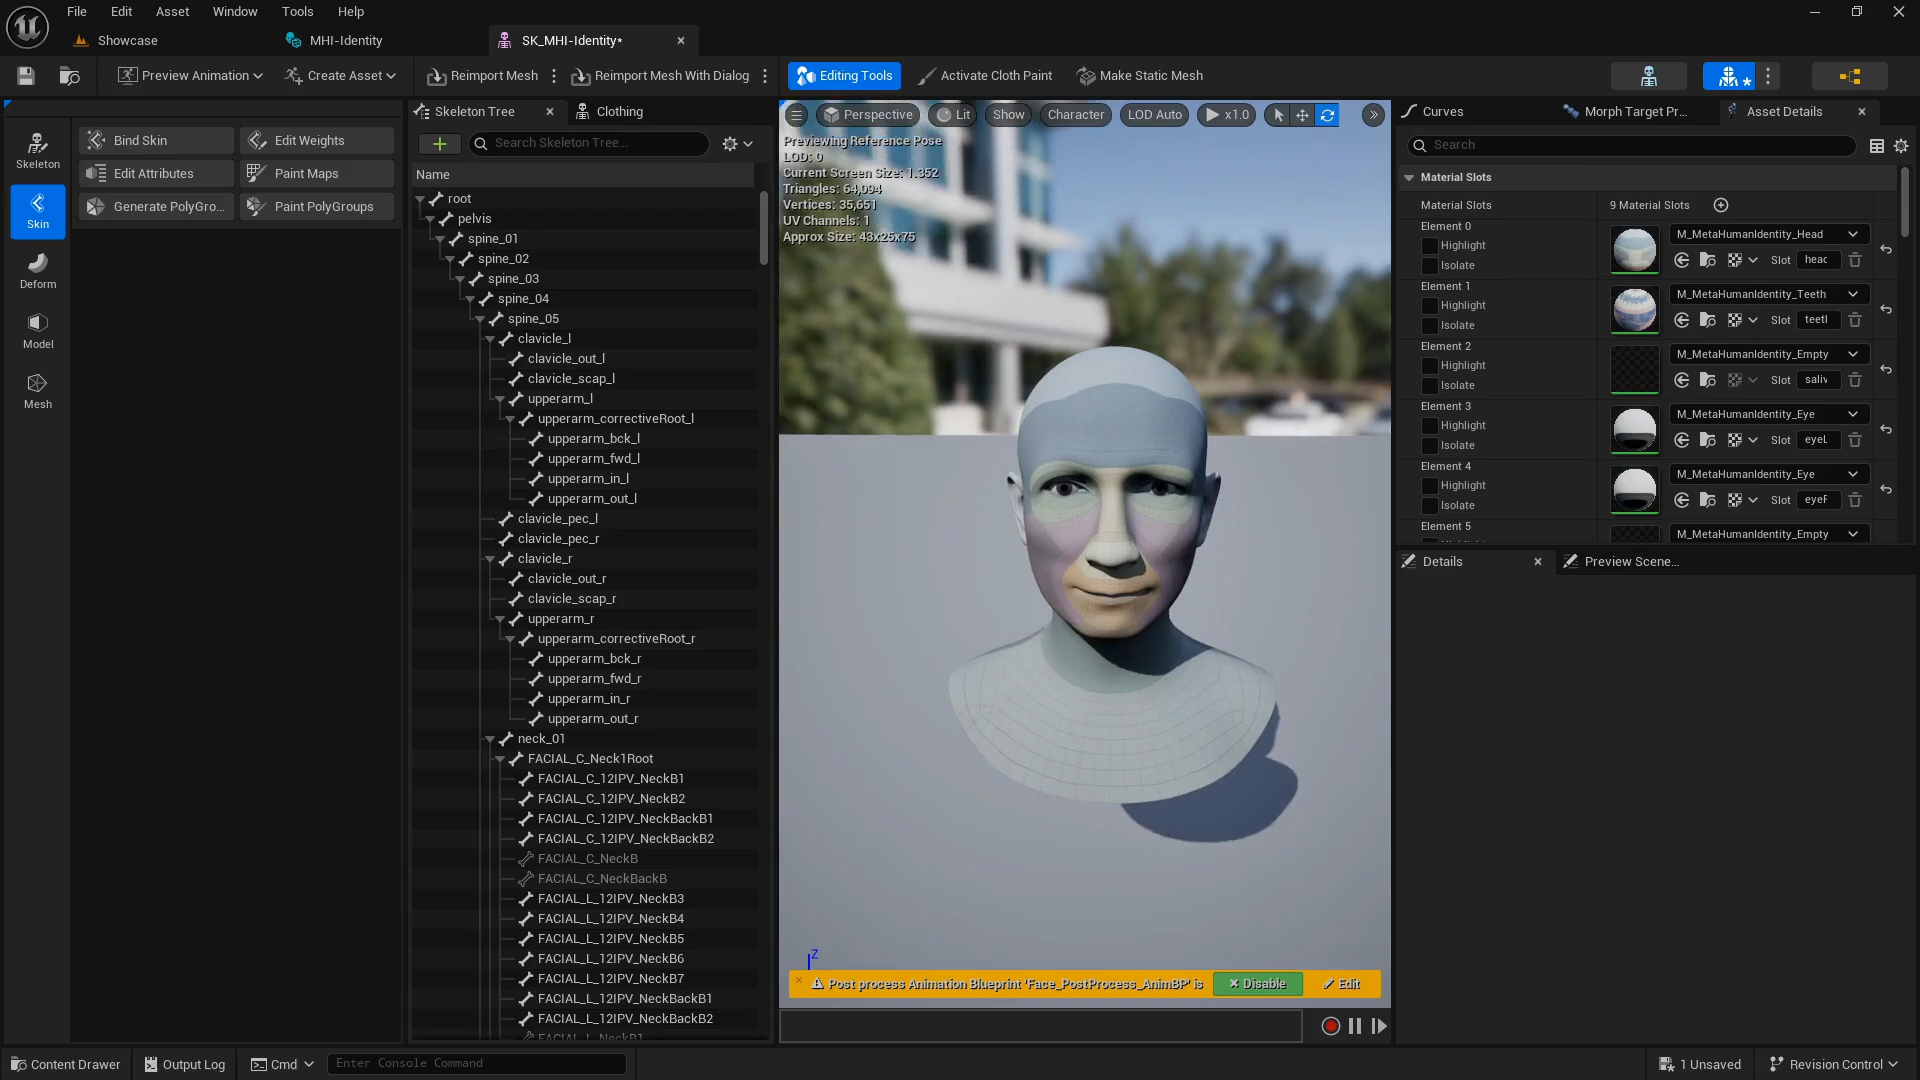 File Edit Asset Window Tools Help
Showcase MHI-Identity SK_MHI-Identity*
Preview Animation Create Asset Reimport Mesh Reimport Mesh With Dialog Editing Tools Activate Cloth Paint Make Static Mesh
Skeleton
Skin
Deform
Model
Mesh
Bind Skin Edit Weights
Edit Attributes Paint Maps
Generate PolyGro... Paint PolyGroups
Skeleton Tree Clothing
Search Skeleton Tree...
Name
root
pelvis
spine_01
spine_02
spine_03
spine_04
spine_05
clavicle_l
clavicle_out_l
clavicle_scap_l
upperarm_l
upperarm_correctiveRoot_l
upperarm_bck_l
upperarm_fwd_l
upperarm_in_l
upperarm_out_l
clavicle_pec_l
clavicle_pec_r
clavicle_r
clavicle_out_r
clavicle_scap_r
upperarm_r
upperarm_correctiveRoot_r
upperarm_bck_r
upperarm_fwd_r
upperarm_in_r
upperarm_out_r
neck_01
FACIAL_C_Neck1Root
FACIAL_C_12IPV_NeckB1
FACIAL_C_12IPV_NeckB2
FACIAL_C_12IPV_NeckBackB1
FACIAL_C_12IPV_NeckBackB2
FACIAL_C_NeckB
FACIAL_C_NeckBackB
FACIAL_L_12IPV_NeckB3
FACIAL_L_12IPV_NeckB4
FACIAL_L_12IPV_NeckB5
FACIAL_L_12IPV_NeckB6
FACIAL_L_12IPV_NeckB7
FACIAL_L_12IPV_NeckBackB1
FACIAL_L_12IPV_NeckBackB2
FACIAL_L_NeckB1
Perspective Lit Show Character LOD Auto x1.0
Previewing Reference Pose
LOD: 0
Current Screen Size: 1.352
Triangles: 64,094
Vertices: 35,651
UV Channels: 1
Approx Size: 43x25x75
Z
Post process Animation Blueprint 'Face_PostProcess_AnimBP' is Disable Edit
Curves Morph Target Pr... Asset Details
Search
Material Slots
Material Slots 9 Material Slots
Element 0 M_MetaHumanIdentity_Head
Highlight
Isolate Slot head
Element 1 M_MetaHumanIdentity_Teeth
Highlight
Isolate Slot
Element 2 M_MetaHumanIdentity_Empty
Highlight
Isolate Slot saliv
Element 3 M_MetaHumanIdentity_Eye
Highlight
Isolate Slot eyeL
Element 4 M_MetaHumanIdentity_Eye
Highlight
Isolate Slot
Element 5 M_MetaHumanIdentity_Empty
Details Preview Scene...
Content Drawer Output Log Cmd Enter Console Command 1 Unsaved Revision Control